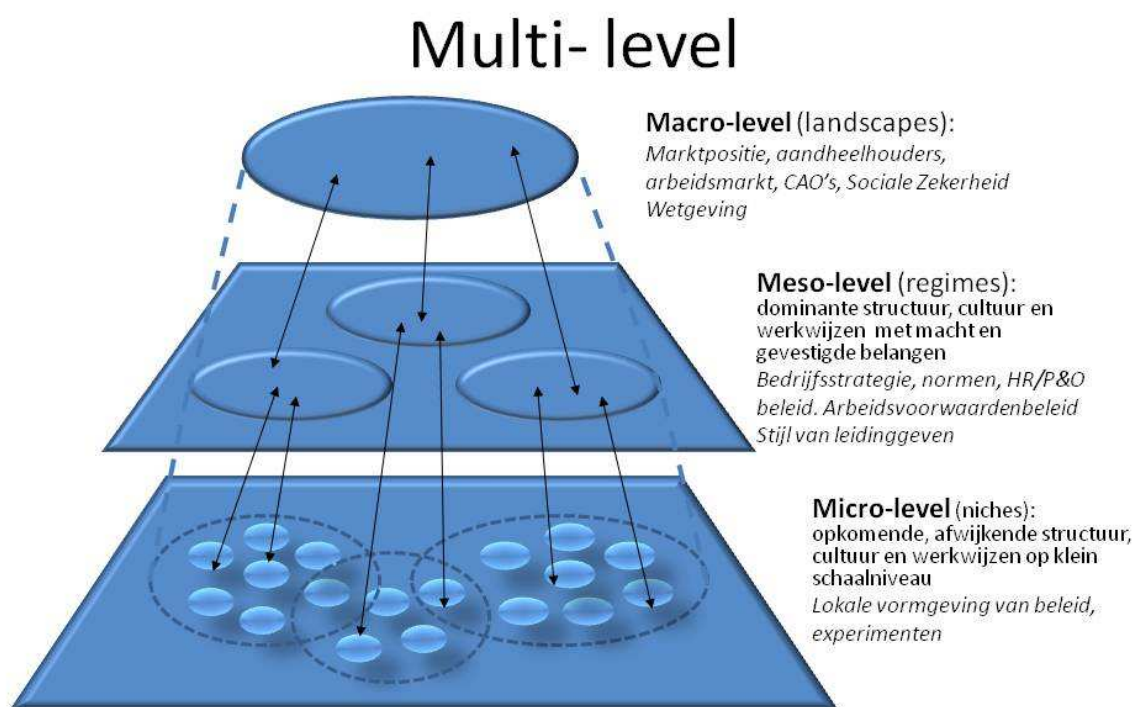 Multi- level
Macro-level (landscapes):
Marktpositie, aandheelhouders,
arbeidsmarkt, CAO's, Sociale Zekerheid
Wetgeving
Meso-level (regimes):
dominante structuur, cultuur en
werkwijzen met macht en
gevestigde belangen
Bedrijfsstrategie, normen, HR/P&O
beleid. Arbeidsvoorwaardenbeleid
Stijl van leidinggeven
Micro-level (niches):
opkomende, afwijkende structuur,
cultuur en werkwijzen op klein
schaalniveau
Lokale vormgeving van beleid,
experimenten